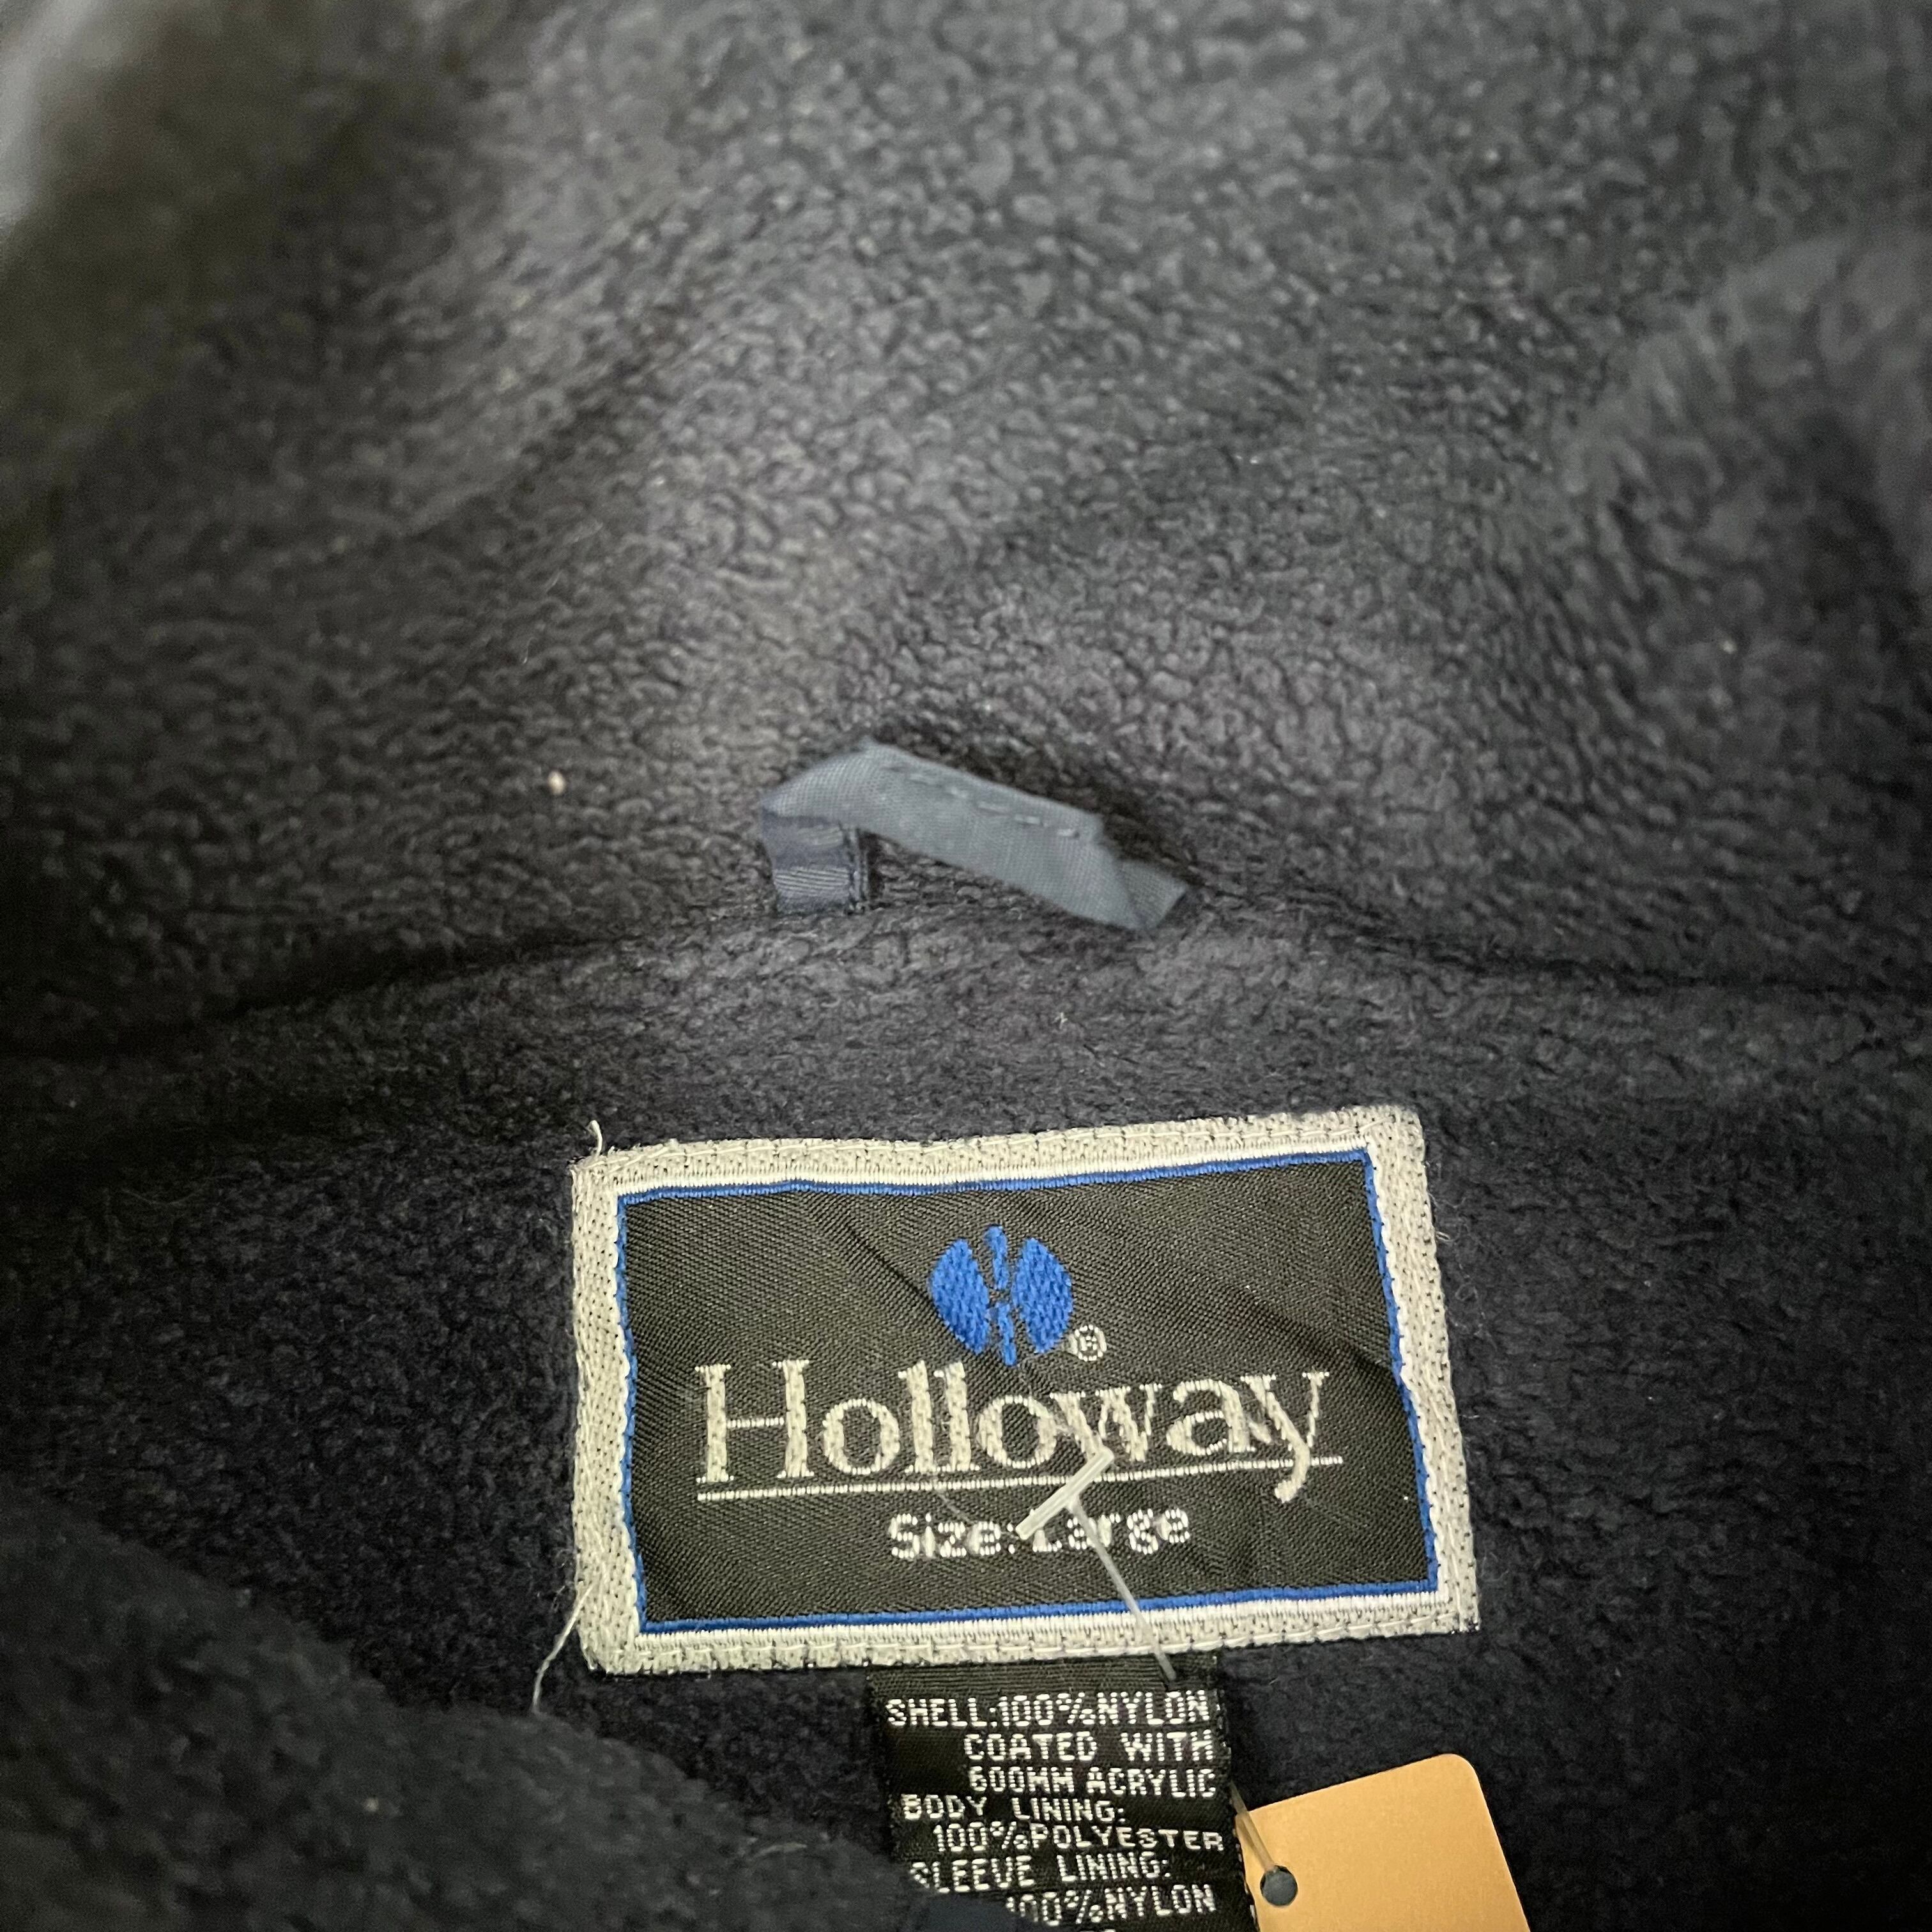 ®
Holloway
Size: Large
SHELL:100%NYLON
COATED WITH
600MM ACRYLIC
BODY LINING:
100%POLYESTER
SLEEVE LINING:
100%NYLON